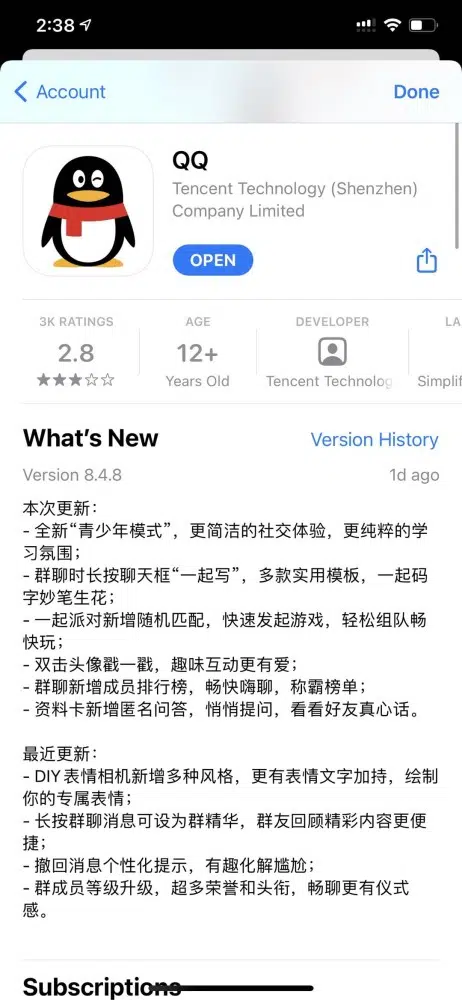 2:38
Account
Done
QQ
Tencent Technology (Shenzhen)
Company Limited
OPEN
3K RATINGS
AGE
DEVELOPER
LA
2.8
12+
★★★☆☆
Years Old
Tencent Technolog
Simplif
What's New
Version History
Version 8.4.8
1d ago
本次更新：
- 全新“青少年模式”，更简洁的社交体验，更纯粹的学
习氛围；
- 群聊时长按聊天框“一起写”，多款实用模板，一起码
字妙笔生花；
- 一起派对新增随机匹配，快速发起游戏，轻松组队畅
快玩；
- 双击头像戳一戳，趣味互动更有爱；
- 群聊新增成员排行榜，畅快嗨聊，称霸榜单；
- 资料卡新增匿名问答，悄悄提问，看看好友真心话。
最近更新：
- DIY表情相机新增多种风格，更有表情文字加持，绘制
你的专属表情；
- 长按群聊消息可设为群精华，群友回顾精彩内容更便
捷；
- 撤回消息个性化提示，有趣化解尴尬；
- 群成员等级升级，超多荣誉和头衔，畅聊更有仪式
感。
Subscriptions